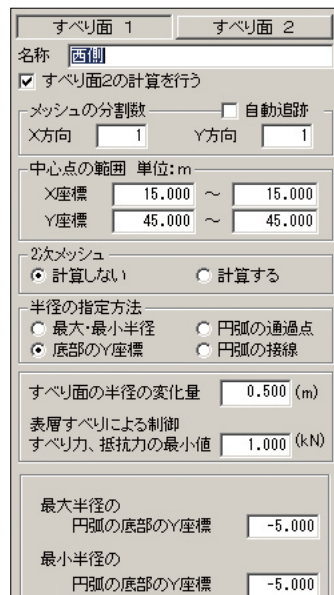 すべり面 1 すべり面 2
名称 西側
すべり面2の計算を行う
メッシュの分割数 自動追跡
X方向 1 Y方向 1
中心点の範囲 単位:m
X座標 15.000 ～ 15.000
Y座標 45.000 ～ 45.000
2次メッシュ
計算しない 計算する
半径の指定方法
最大・最小半径 円弧の通過点
底部のY座標 円弧の接線
すべり面の半径の変化量 0.500 (m)
表層すべりによる制御
すべり力、抵抗力の最小値 1.000 (kN)
最大半径の
円弧の底部のY座標 -5.000
最小半径の
円弧の底部のY座標 -5.000